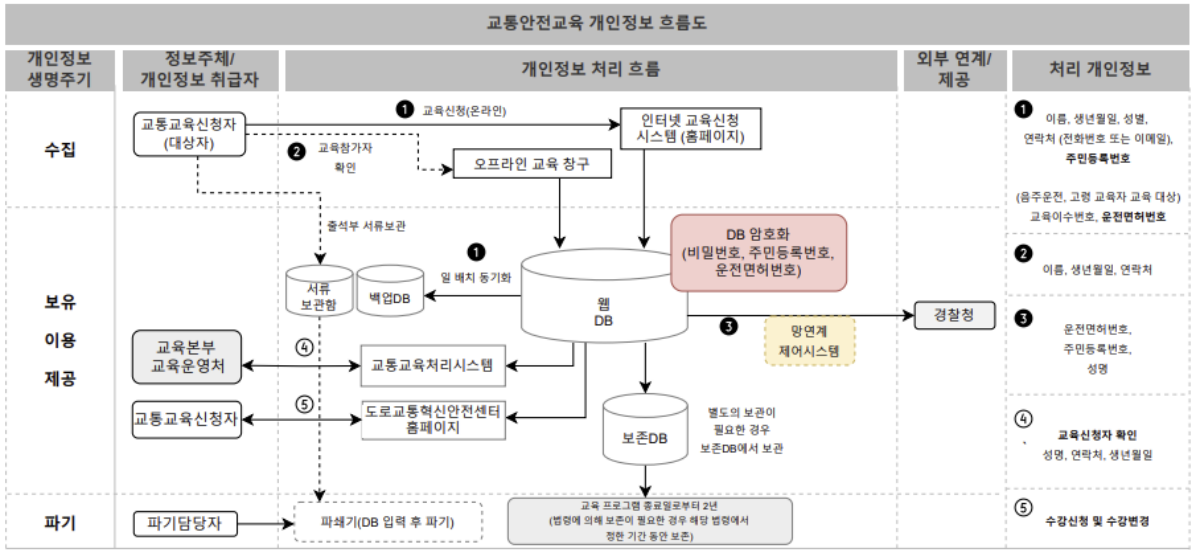 교통안전교육 개인정보 흐름도
개인정보
생명주기
정보주체/
개인정보 취급자
개인정보 처리 흐름
외부 연계/
제공
처리 개인정보
수집
교통교육신청자
(대상자)
❶ 교육신청(온라인)
❷ 교육참가자
확인
인터넷 교육신청
시스템 (홈페이지)
오프라인 교육 창구
❶
이름, 생년월일, 성별,
연락처 (전화번호 또는 이메일),
주민등록번호
(음주운전, 고령 교육자 교육 대상)
교육이수번호, 운전면허번호
보유
이용
제공
출석부 서류보관
서류
보관함
백업DB
❶
일 배치 동기화
웹
DB
DB 암호화
(비밀번호, 주민등록번호,
운전면허번호)
❸
망연계
제어시스템
경찰청
❷
이름, 생년월일, 연락처
❸
운전면허번호,
주민등록번호,
성명
교육본부
교육운영처
④
교통교육처리시스템
교통교육신청자
⑤
도로교통혁신안전센터
홈페이지
보존DB
별도의 보관이
필요한 경우
보존DB에서 보관
④
교육신청자 확인
성명, 연락처, 생년월일
파기
파기담당자
파쇄기(DB 입력 후 파기)
교육 프로그램 종료일로부터 2년
(법령에 의해 보존이 필요한 경우 해당 법령에서
정한 기간 동안 보존)
⑤
수강신청 및 수강변경